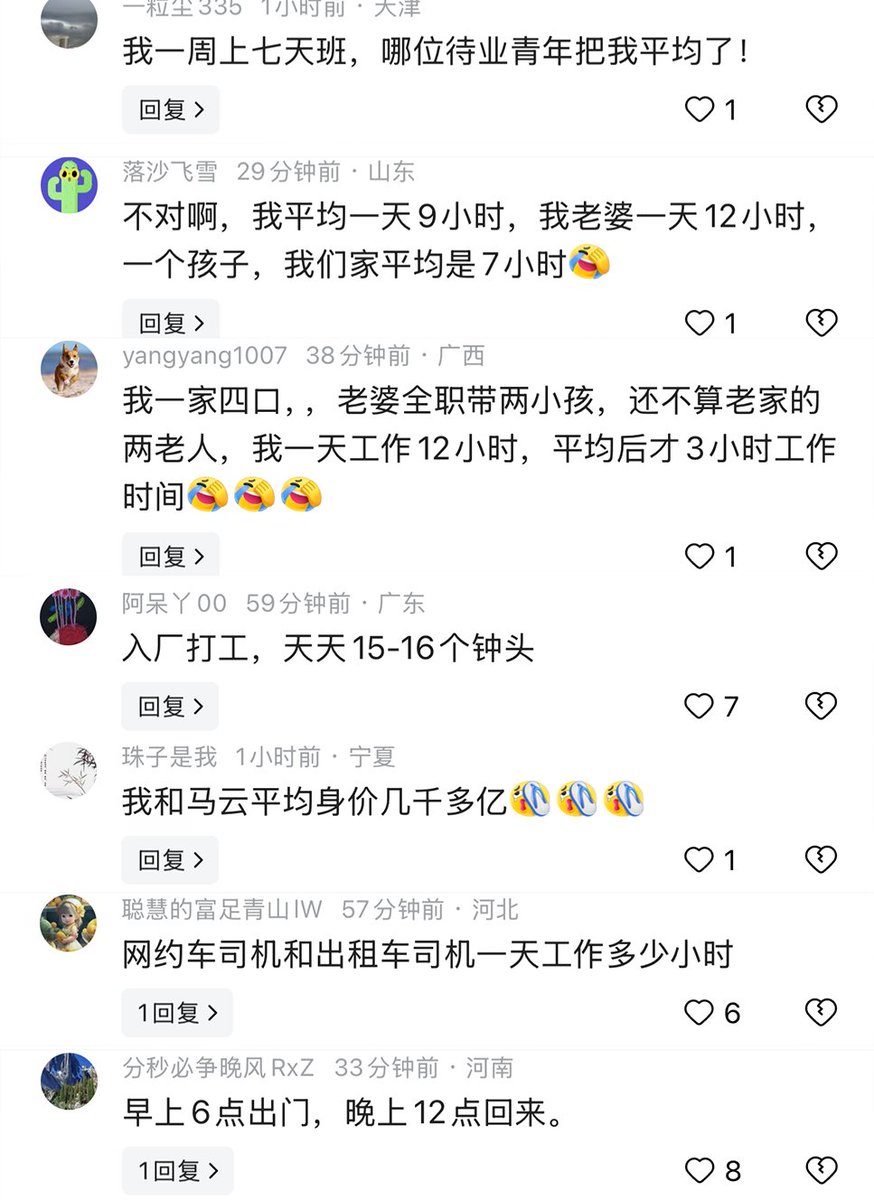 一粒尘335 1小时前 · 天津
我一周上七天班，哪位待业青年把我平均了！
回复 >
1
落沙飞雪 29分钟前 · 山东
不对啊，我平均一天9小时，我老婆一天12小时，
一个孩子，我们家平均是7小时🤣
回复 >
1
yangyang1007 38分钟前 · 广西
我一家四口，，老婆全职带两小孩，还不算老家的
两老人，我一天工作12小时，平均后才3小时工作
时间🤣🤣🤣
回复 >
1
阿呆丫00 59分钟前 · 广东
入厂打工，天天15-16个钟头
回复 >
7
珠子是我 1小时前 · 宁夏
我和马云平均身价几千多亿
回复 >
1
聪慧的富足青山IW 57分钟前 · 河北
网约车司机和出租车司机一天工作多少小时
1回复 >
6
分秒必争晚风RxZ 33分钟前 · 河南
早上6点出门，晚上12点回来。
1回复 >
8